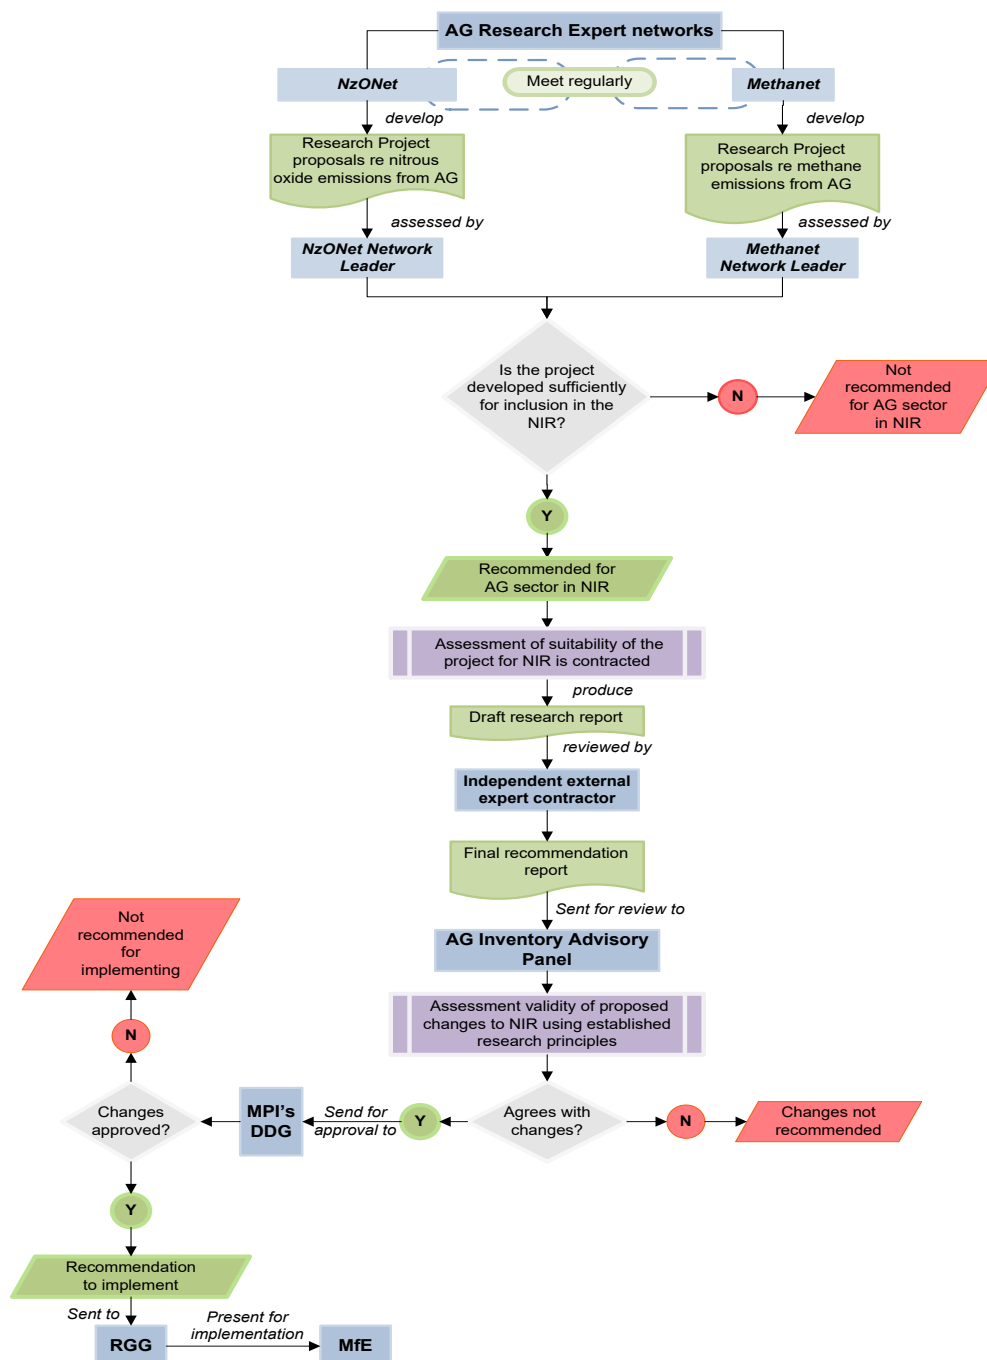 AG Research Expert networks
NzONet
Meet regularly
Methanet
develop
develop
Research Project
proposals re nitrous
oxide emissions from AG
Research Project
proposals re methane
emissions from AG
assessed by
assessed by
NzONet Network
Leader
Methanet
Network Leader
Is the project
developed sufficiently
for inclusion in the
NIR?
N
Not
recommended
for AG sector
in NIR
Y
Recommended for
AG sector in NIR
Assessment of suitability of the
project for NIR is contracted
produce
Draft research report
reviewed by
Independent external
expert contractor
Final recommendation
report
Sent for review to
AG Inventory Advisory
Panel
Assessment validity of proposed
changes to NIR using established
research principles
Agrees with
changes?
N
Changes not
recommended
Y
Send for
approval to
MPI's
DDG
Changes
approved?
N
Not
recommended
for
implementing
Y
Recommendation
to implement
Sent to
RGG
Present for
implementation
MfE